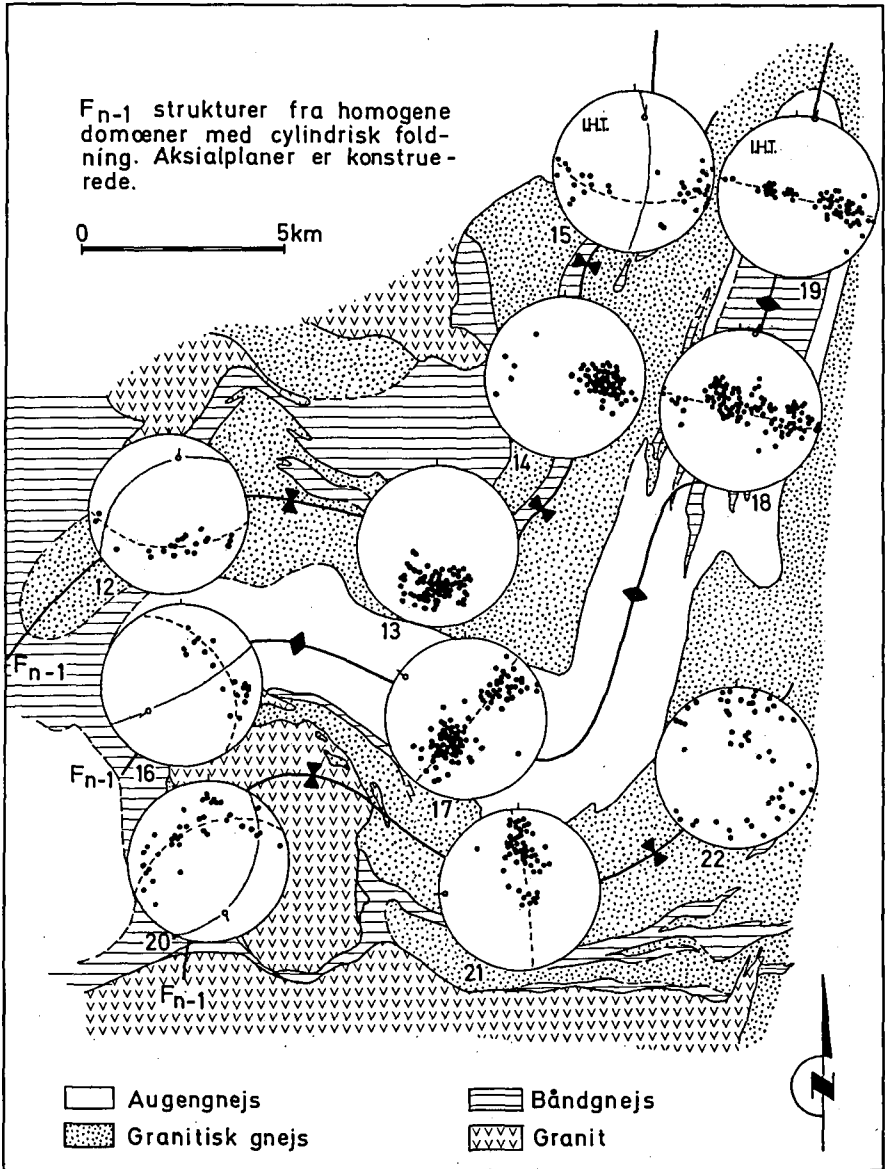 Fn-1 strukturer fra homogene
domœner med cylindrisk fold-
ning. Aksialplaner er konstrue-
rede.
0 5km
I.H.T.
15
I.H.T.
19
14
18
12
13
Fn-1
16
Fn-1
17
22
20
Fn-1
21
Augengnejs
Båndgnejs
Granitisk gnejs
Granit
N